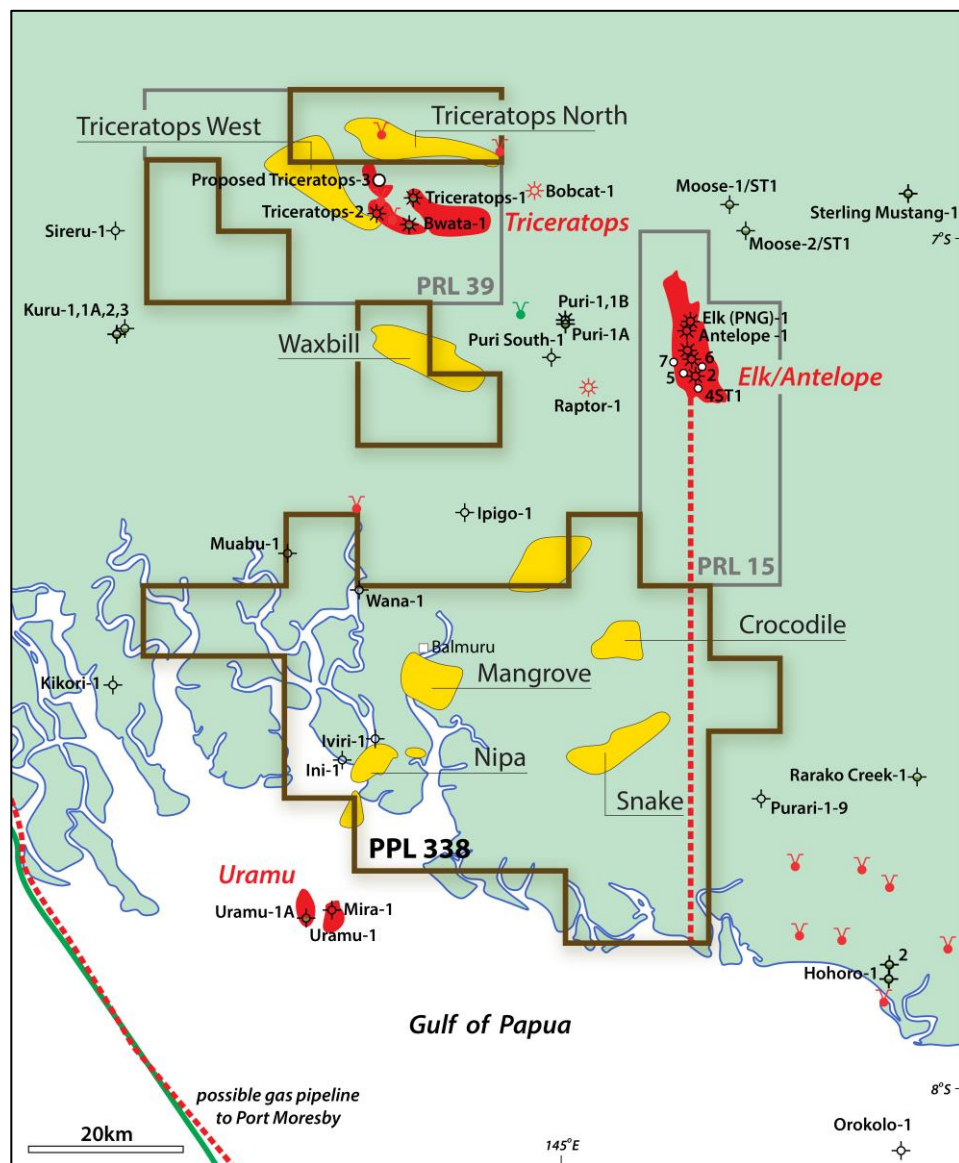 Triceratops North
Triceratops West
Proposed Triceratops-3
Triceratops-1
Bobcat-1
Moose-1/ST1
Sterling Mustang-1
Triceratops-2
Bwata-1
Triceratops
Sireru-1
Moose-2/ST1
7°S
PRL 39
Puri-1,1B
Elk (PNG)-1
Kuru-1,1A,2,3
Puri-1A
Antelope -1
Waxbill
Puri South-1
7
6
5
2
Elk/Antelope
4ST1
Raptor-1
Ipigo-1
Muabu-1
PRL 15
Wana-1
Crocodile
Balmuru
Mangrove
Kikori-1
Iviri-1
Ini-1
Nipa
Rarako Creek-1
Snake
Purari-1-9
PPL 338
Uramu
Mira-1
Uramu-1A
Uramu-1
2
Hohoro-1
Gulf of Papua
possible gas pipeline
to Port Moresby
8°S
Orokolo-1
20km
145°E